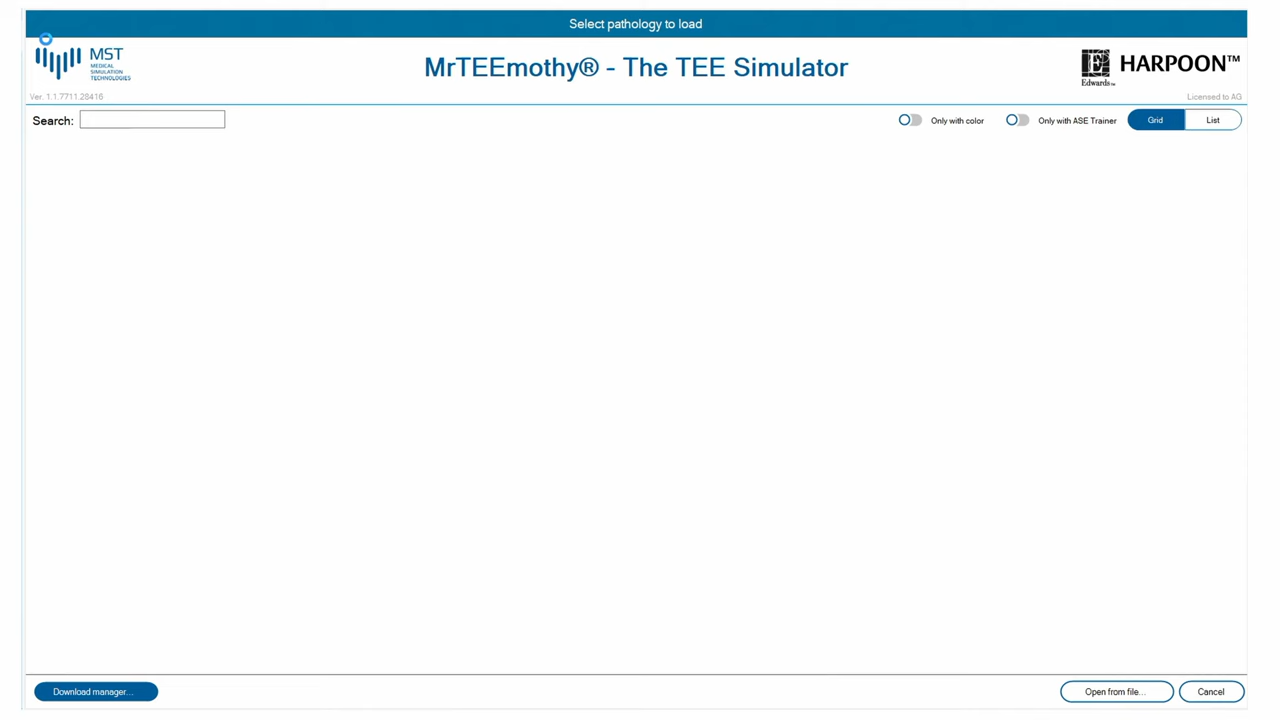 Select pathology to load
MST
MEDICAL
SIMULATION
TECHNOLOGIES
MrTEEmothy® - The TEE Simulator
E
Edwards™
HARPOON™
Ver. 1.1.7711.28416
Licensed to AG
Search:
Only with color
Only with ASE Trainer
Grid
List
Download manager...
Open from file...
Cancel